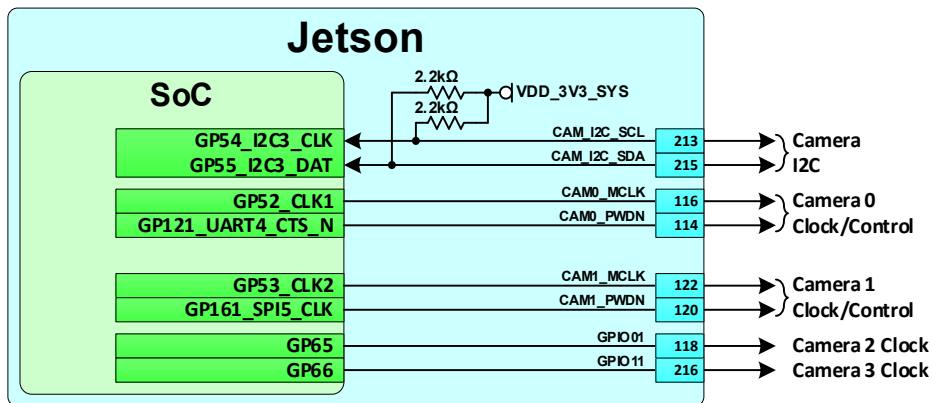 Jetson
SoC
2.2kΩ
VDD_3V3_SYS
2.2kΩ
GP54_I2C3_CLK CAM_I2C_SCL 213 Camera
GP55_I2C3_DAT CAM_I2C_SDA 215 I2C
GP52_CLK1 CAM0_MCLK 116 Camera 0
GP121_UART4_CTS_N CAM0_PWDN 114 Clock/Control
GP53_CLK2 CAM1_MCLK 122 Camera 1
GP161_SPI5_CLK CAM1_PWDN 120 Clock/Control
GP65 GPIO01 118 Camera 2 Clock
GP66 GPIO11 216 Camera 3 Clock